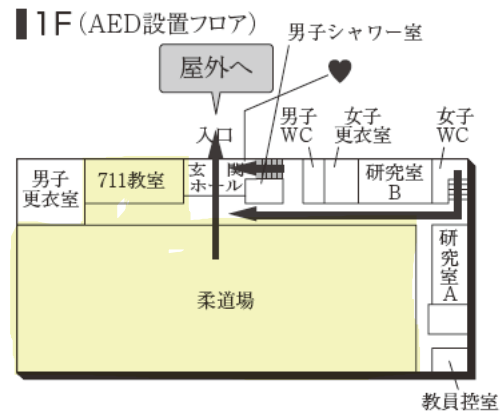 1F（AED設置フロア）
男子シャワー室
屋外へ
入口
男子
WC
女子
更衣室
女子
WC
男子
更衣室
711教室
玄関
ホール
研究室
B
研究室A
柔道場
教員控室